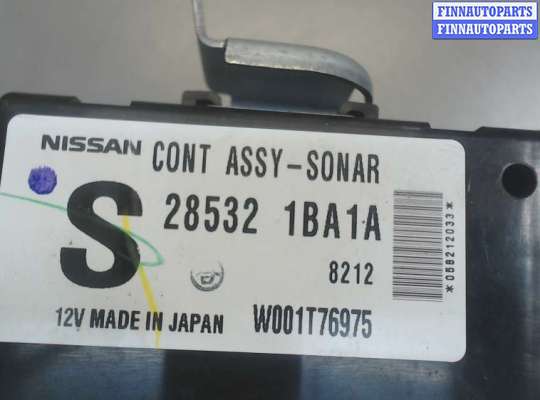 FINNAUTOPARTS
FINNAUTOPARTS
NISSAN CONT ASSY-SONAR
S 28532 1BA1A
8212
12V MADE IN JAPAN W001T76975
*058212033*